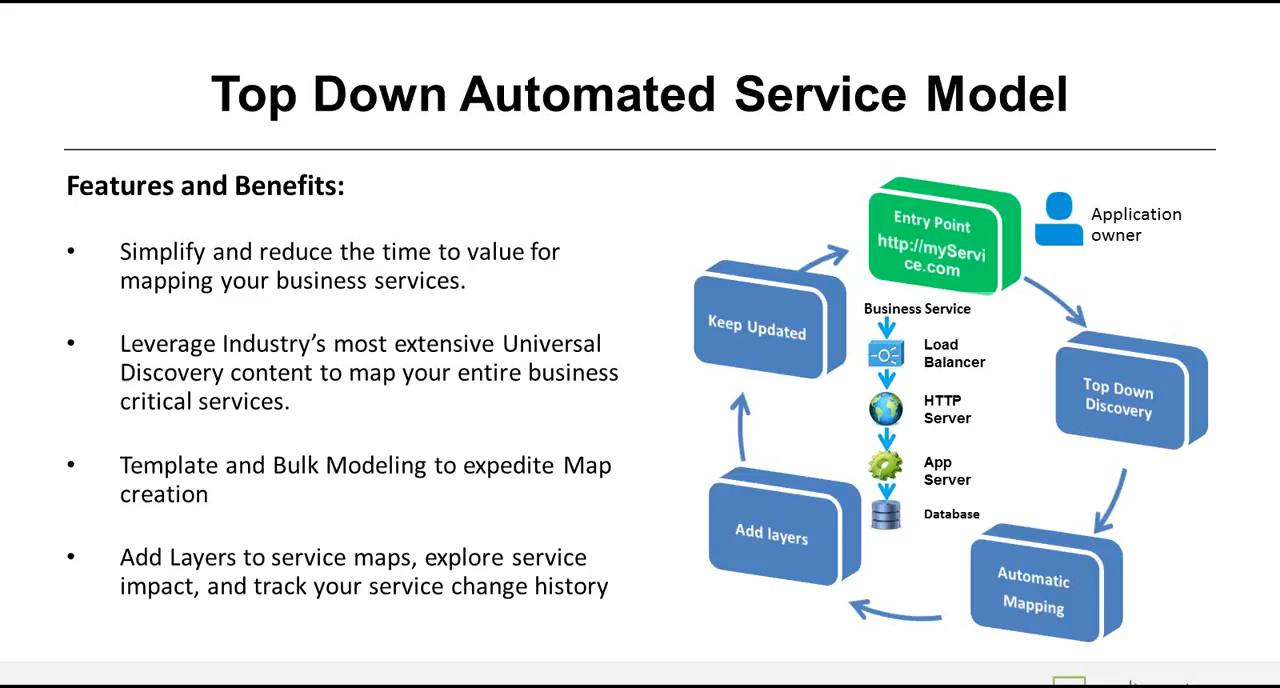 Top Down Automated Service Model
Features and Benefits:
• Simplify and reduce the time to value for
mapping your business services.
• Leverage Industry’s most extensive Universal
Discovery content to map your entire business
critical services.
• Template and Bulk Modeling to expedite Map
creation
• Add Layers to service maps, explore service
impact, and track your service change history
Entry Point
http://myServi
ce.com
Application
owner
Keep Updated
Business Service
Load
Balancer
HTTP
Server
App
Server
Database
Top Down
Discovery
Add layers
Automatic
Mapping